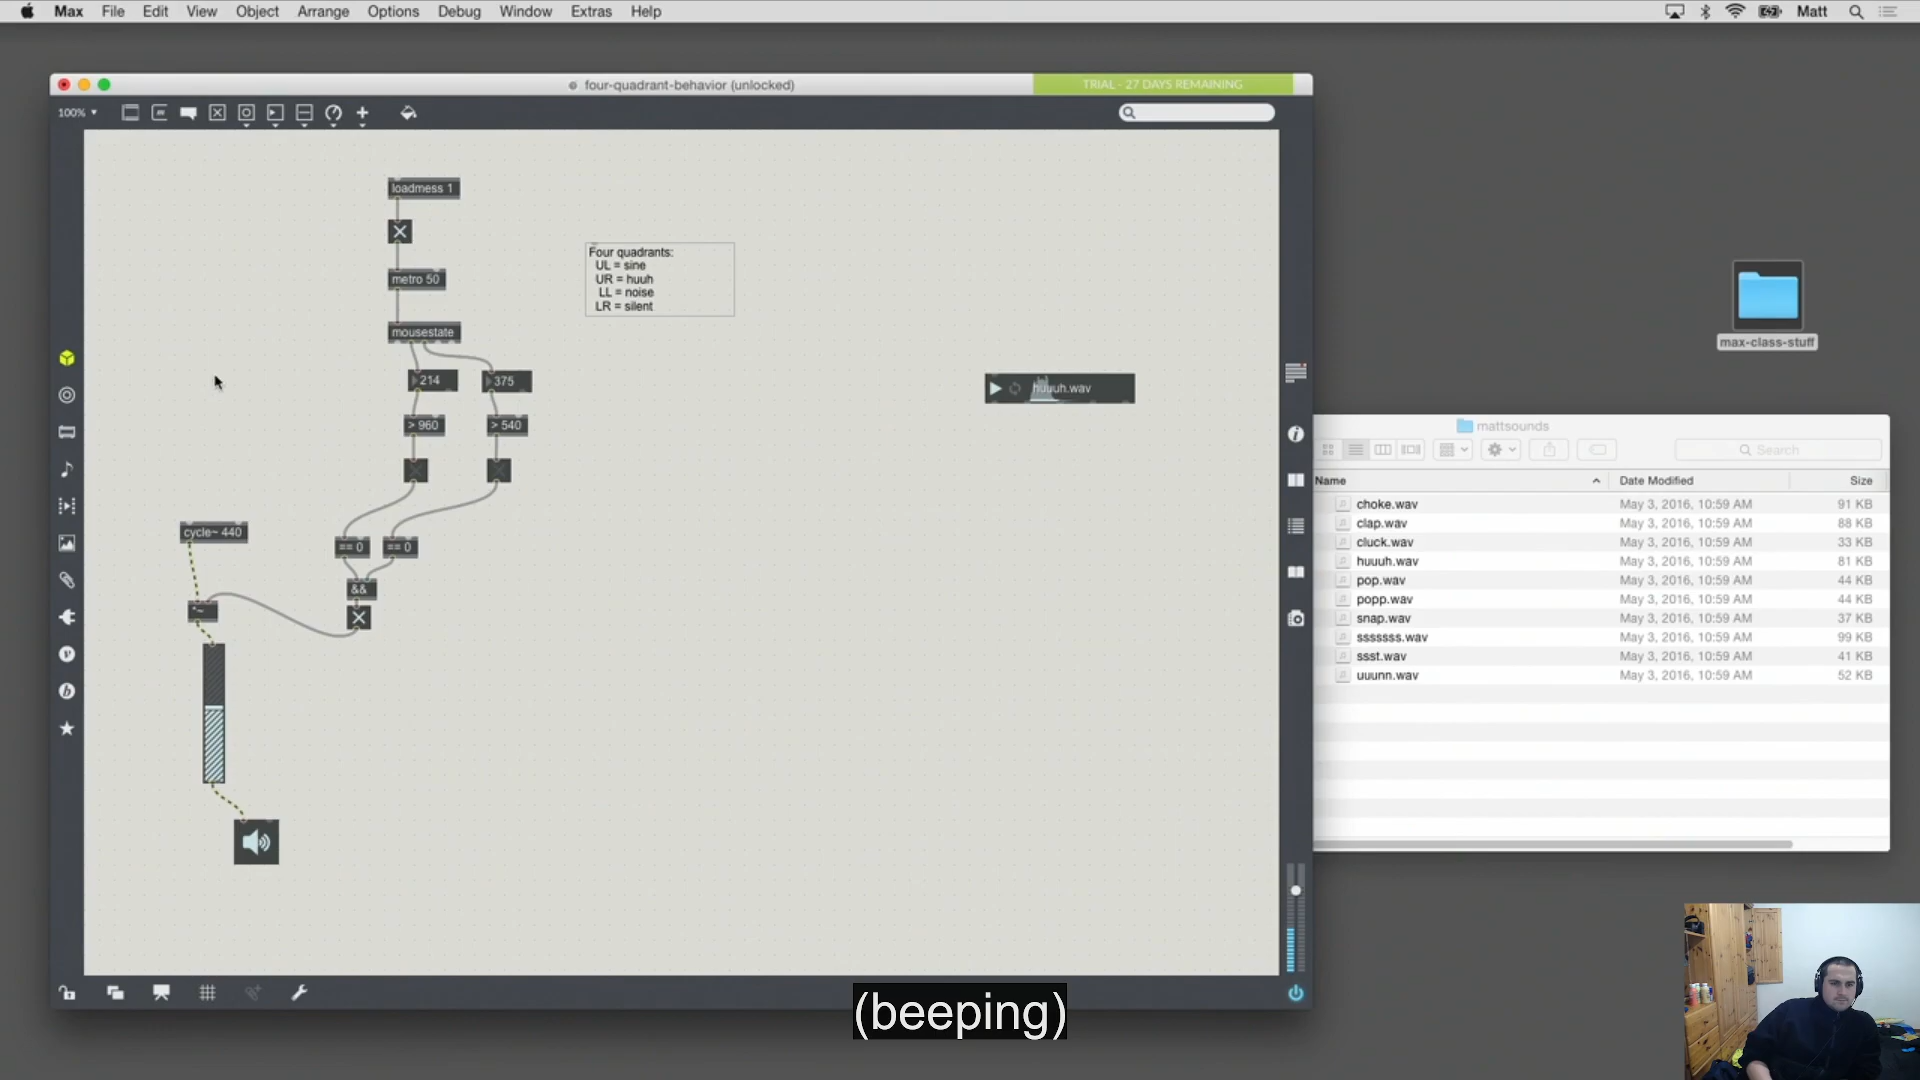 Max File Edit View Object Arrange Options Debug Window Extras Help Matt
four-quadrant-behavior (unlocked)
TRIAL - 27 DAYS REMAINING
100%
loadmess 1
metro 50
mousestate
214
375
> 960
> 540
== 0
== 0
&&
cycle~ 440
*~
Four quadrants:
UL = sine
UR = huuh
LL = noise
LR = silent
huuuh.wav
max-class-stuff
mattsounds
Search
Name Date Modified Size
choke.wav May 3, 2016, 10:59 AM 91 KB
clap.wav May 3, 2016, 10:59 AM 88 KB
cluck.wav May 3, 2016, 10:59 AM 33 KB
huuuh.wav May 3, 2016, 10:59 AM 81 KB
pop.wav May 3, 2016, 10:59 AM 44 KB
popp.wav May 3, 2016, 10:59 AM 44 KB
snap.wav May 3, 2016, 10:59 AM 37 KB
sssssss.wav May 3, 2016, 10:59 AM 99 KB
ssst.wav May 3, 2016, 10:59 AM 41 KB
uuunn.wav May 3, 2016, 10:59 AM 52 KB
(beeping)